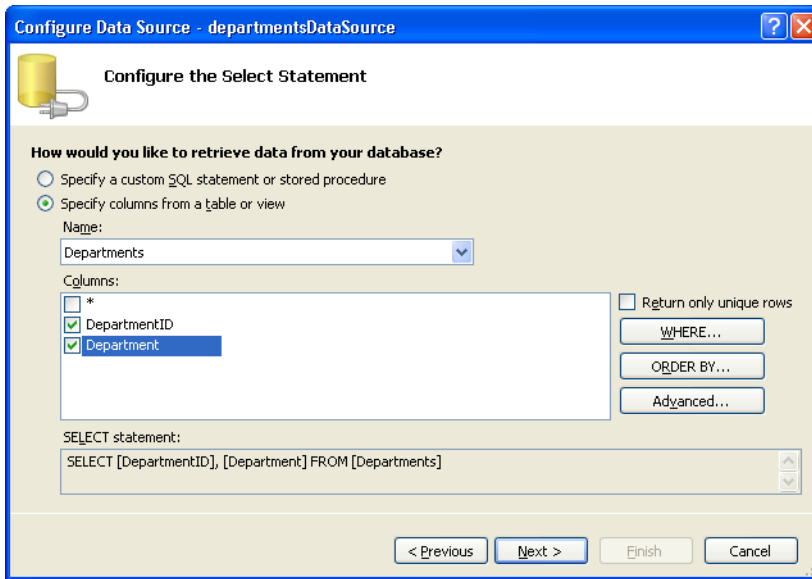 Configure Data Source - departmentsDataSource
Configure the Select Statement
How would you like to retrieve data from your database?
Specify a custom SQL statement or stored procedure
Specify columns from a table or view
Name:
Departments
Columns:
*
Return only unique rows
DepartmentID
WHERE...
Department
ORDER BY...
Advanced...
SELECT statement:
SELECT [DepartmentID], [Department] FROM [Departments]
< Previous
Next >
Finish
Cancel